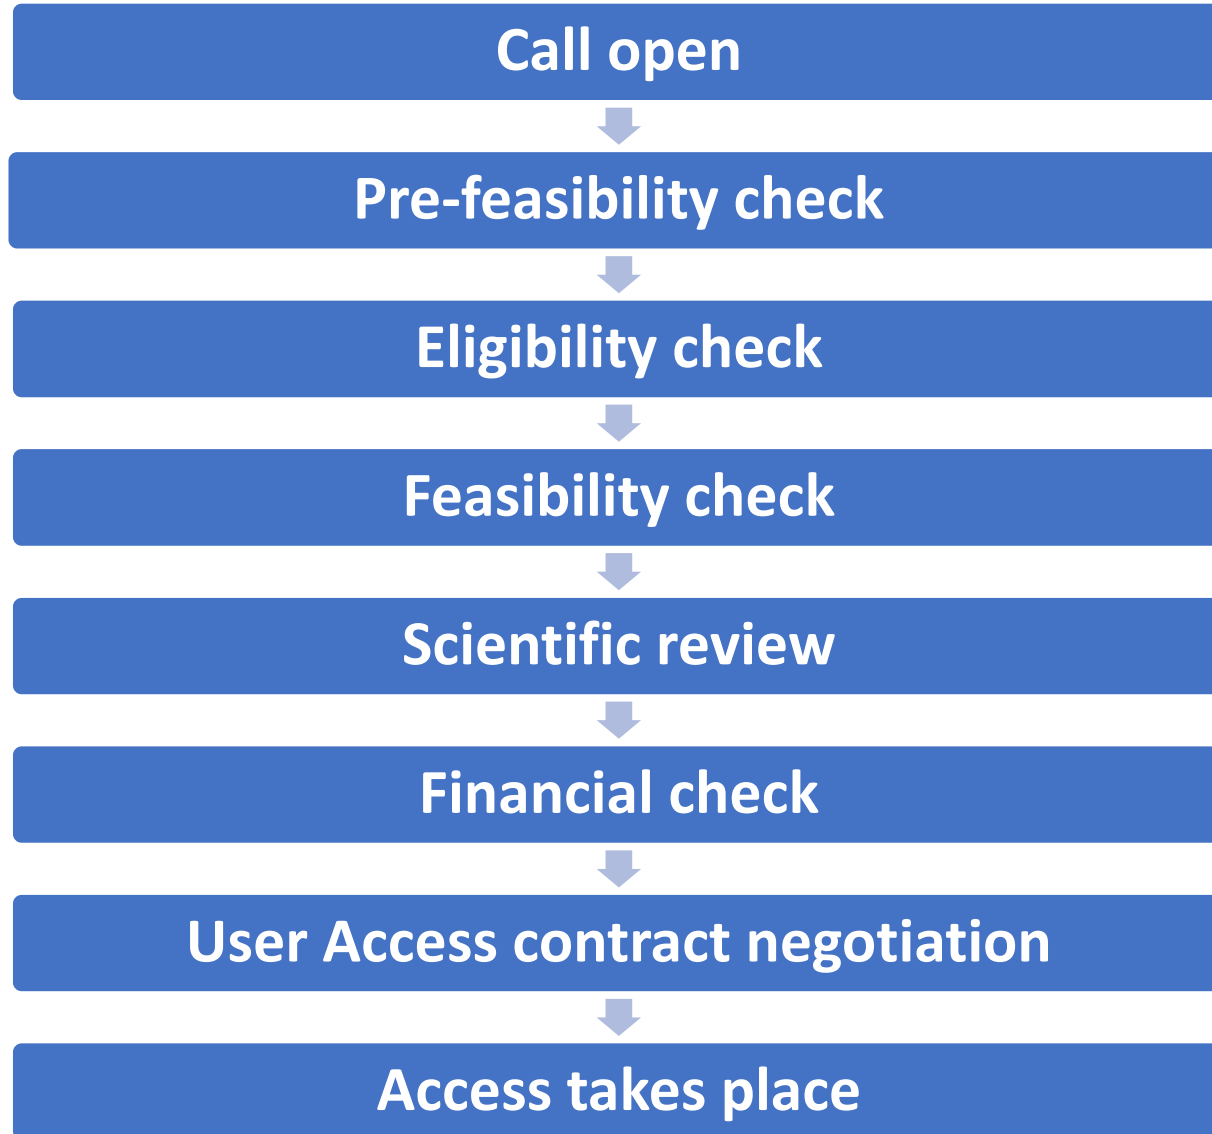 Call open
Pre-feasibility check
Eligibility check
Feasibility check
Scientific review
Financial check
User Access contract negotiation
Access takes place